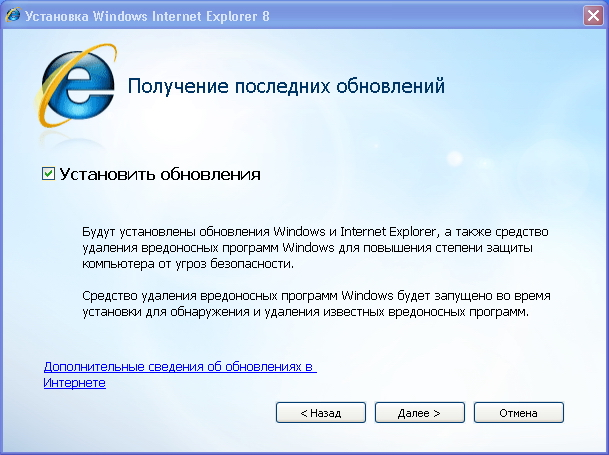 Установка Windows Internet Explorer 8
Получение последних обновлений
Установить обновления
Будут установлены обновления Windows и Internet Explorer, а также средство
удаления вредоносных программ Windows для повышения степени защиты
компьютера от угроз безопасности.
Средство удаления вредоносных программ Windows будет запущено во время
установки для обнаружения и удаления известных вредоносных программ.
Дополнительные сведения об обновлениях в
Интернете
< Назад
Далее >
Отмена